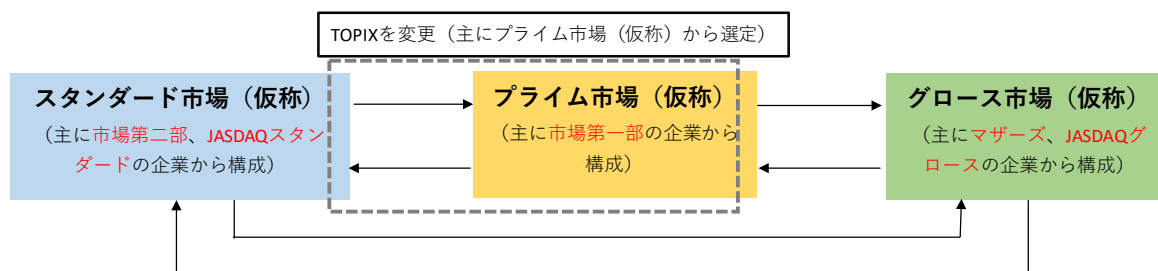 TOPIXを変更（主にプライム市場（仮称）から選定）
スタンダード市場（仮称）
（主に市場第二部、JASDAQスタン
ダードの企業から構成）
プライム市場（仮称）
（主に市場第一部の企業から
構成）
グロース市場（仮称）
（主にマザーズ、JASDAQグ
ロースの企業から構成）